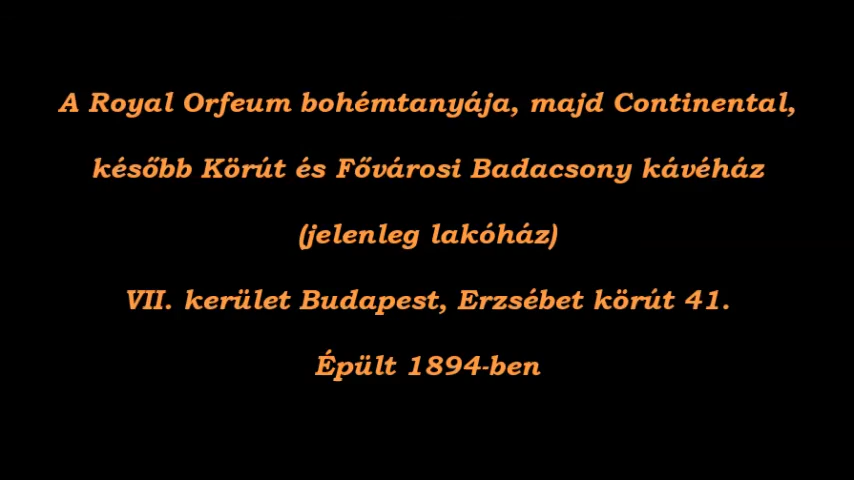 A Royal Orfeum bohémtanyája, majd Continental,
később Körút és Fővárosi Badacsony kávéház
(jelenleg lakóház)
VII. kerület Budapest, Erzsébet körút 41.
Épült 1894-ben